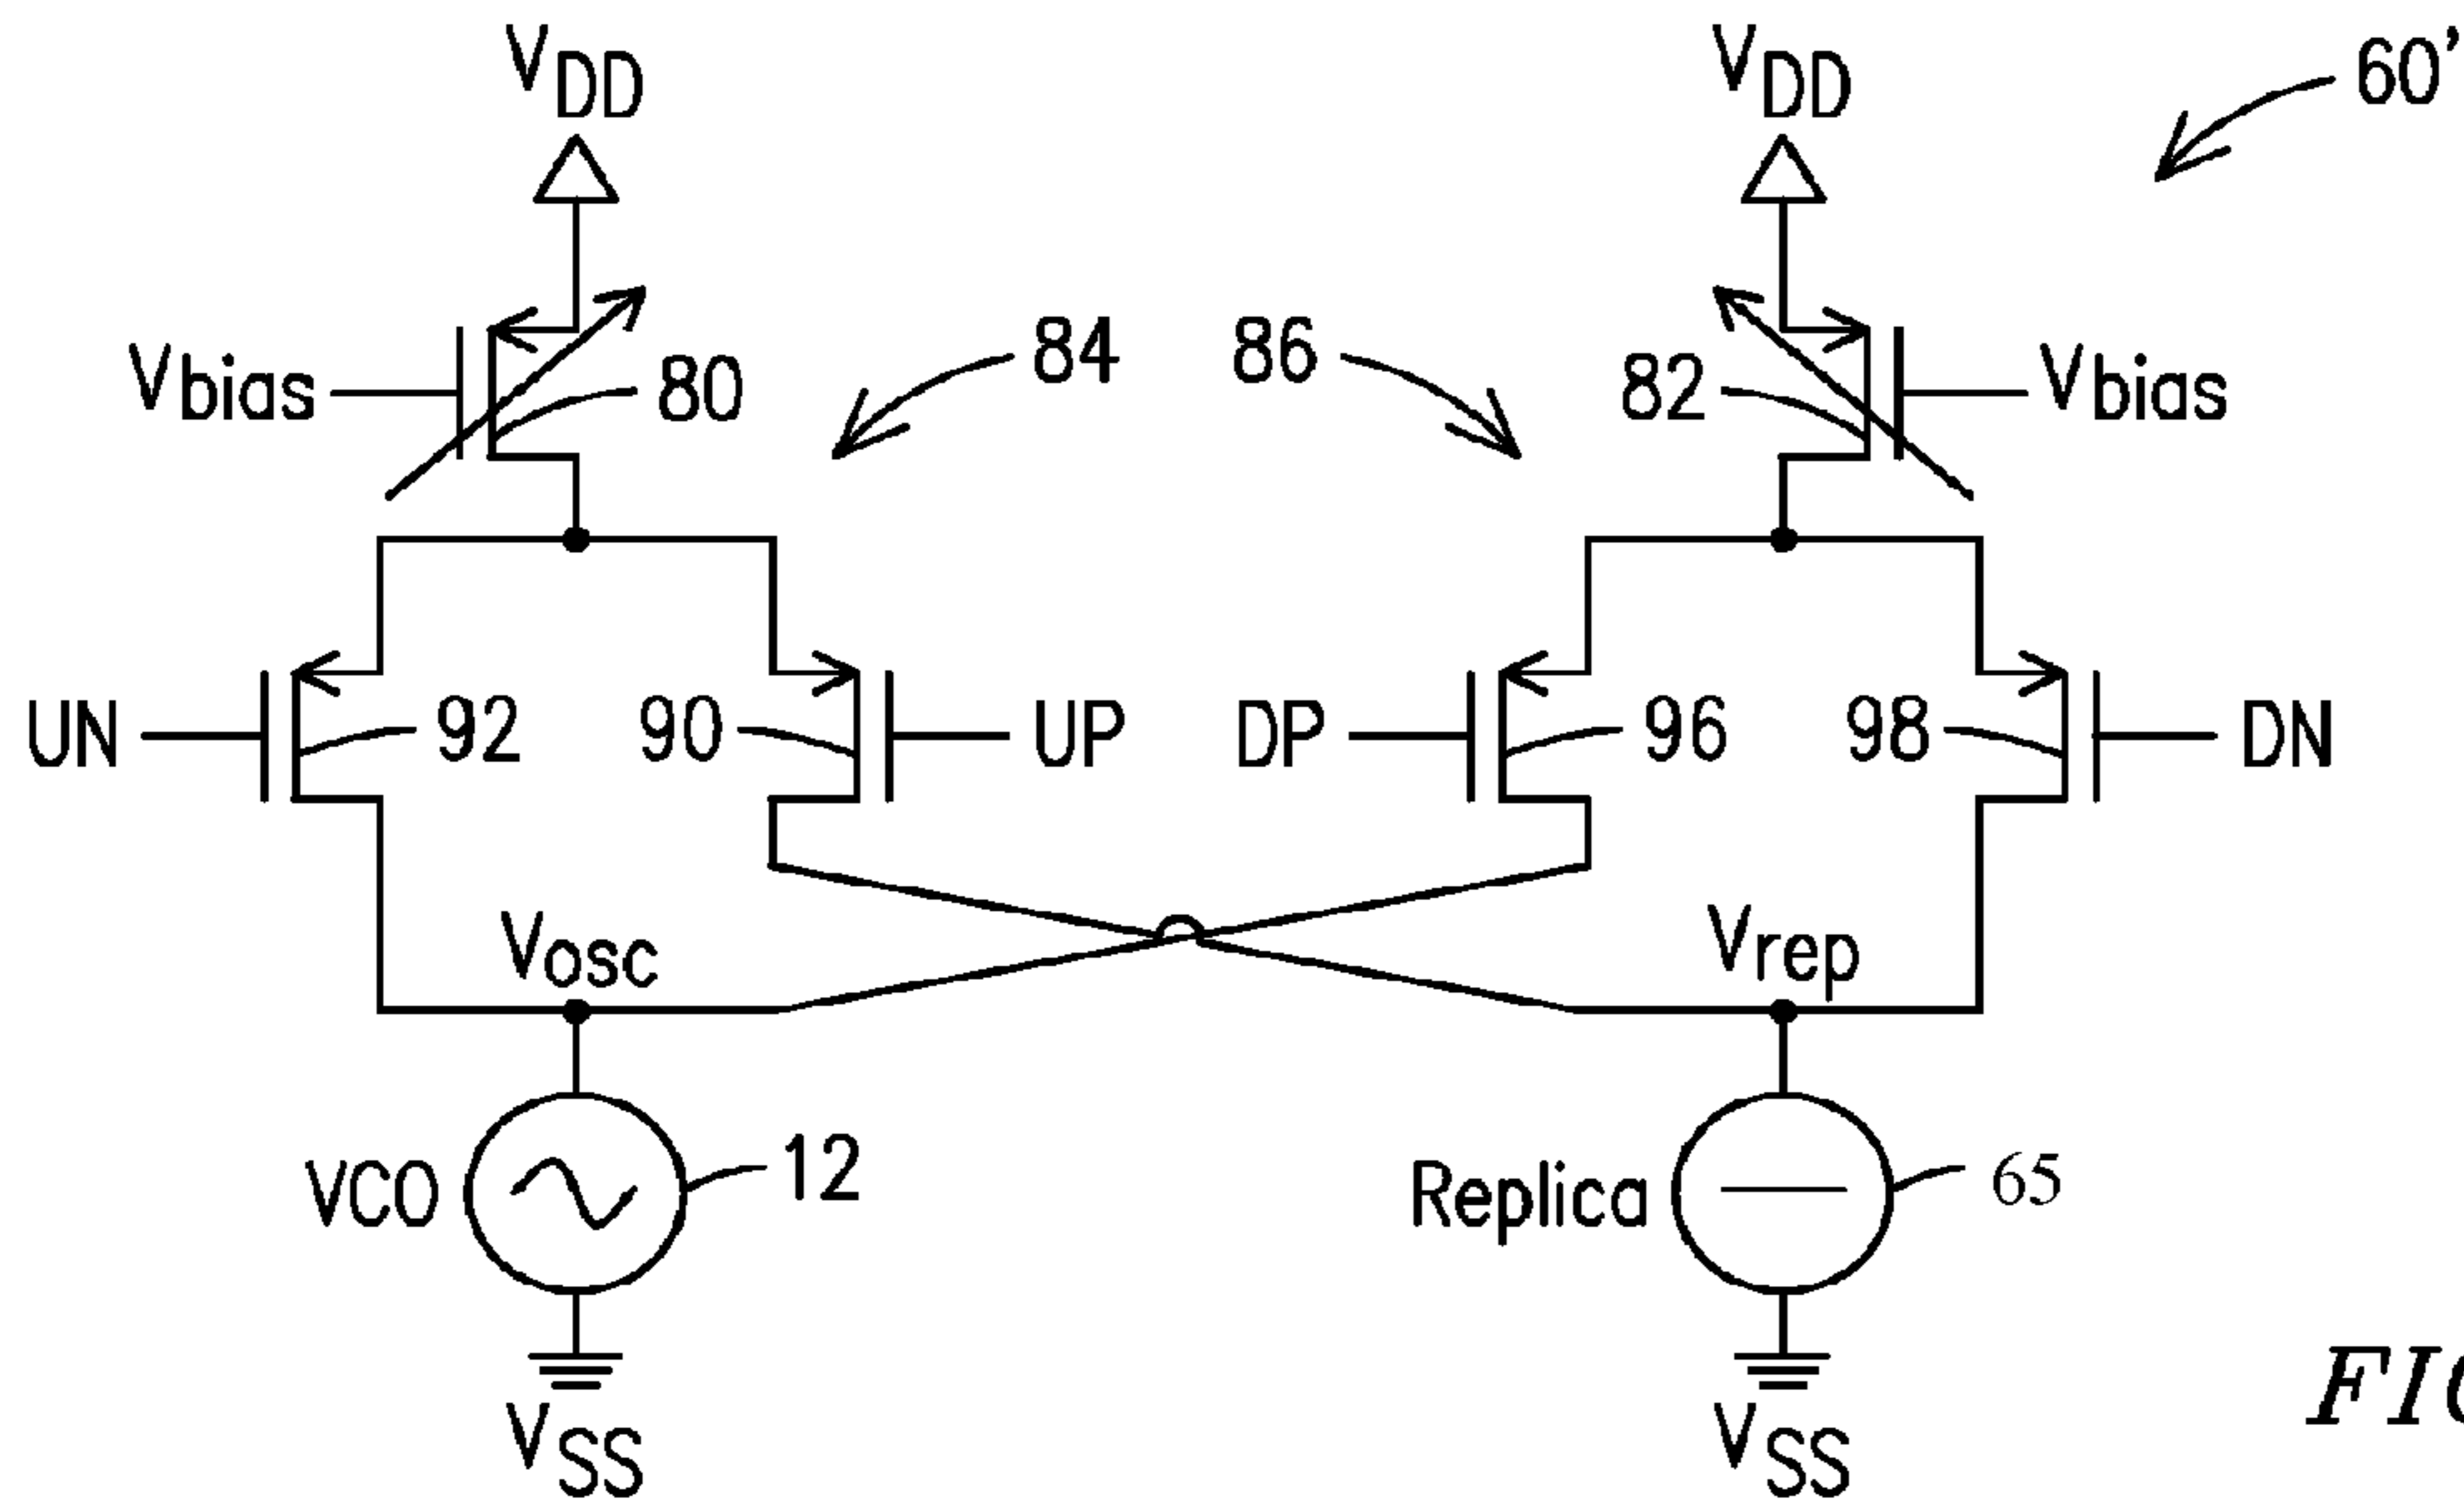 VDD VDD 60'
84 86
Vbias 80 82 Vbias
UN 92 90 UP DP 96 98 DN
Vosc Vrep
VCO 12 Replica 65
VSS VSS